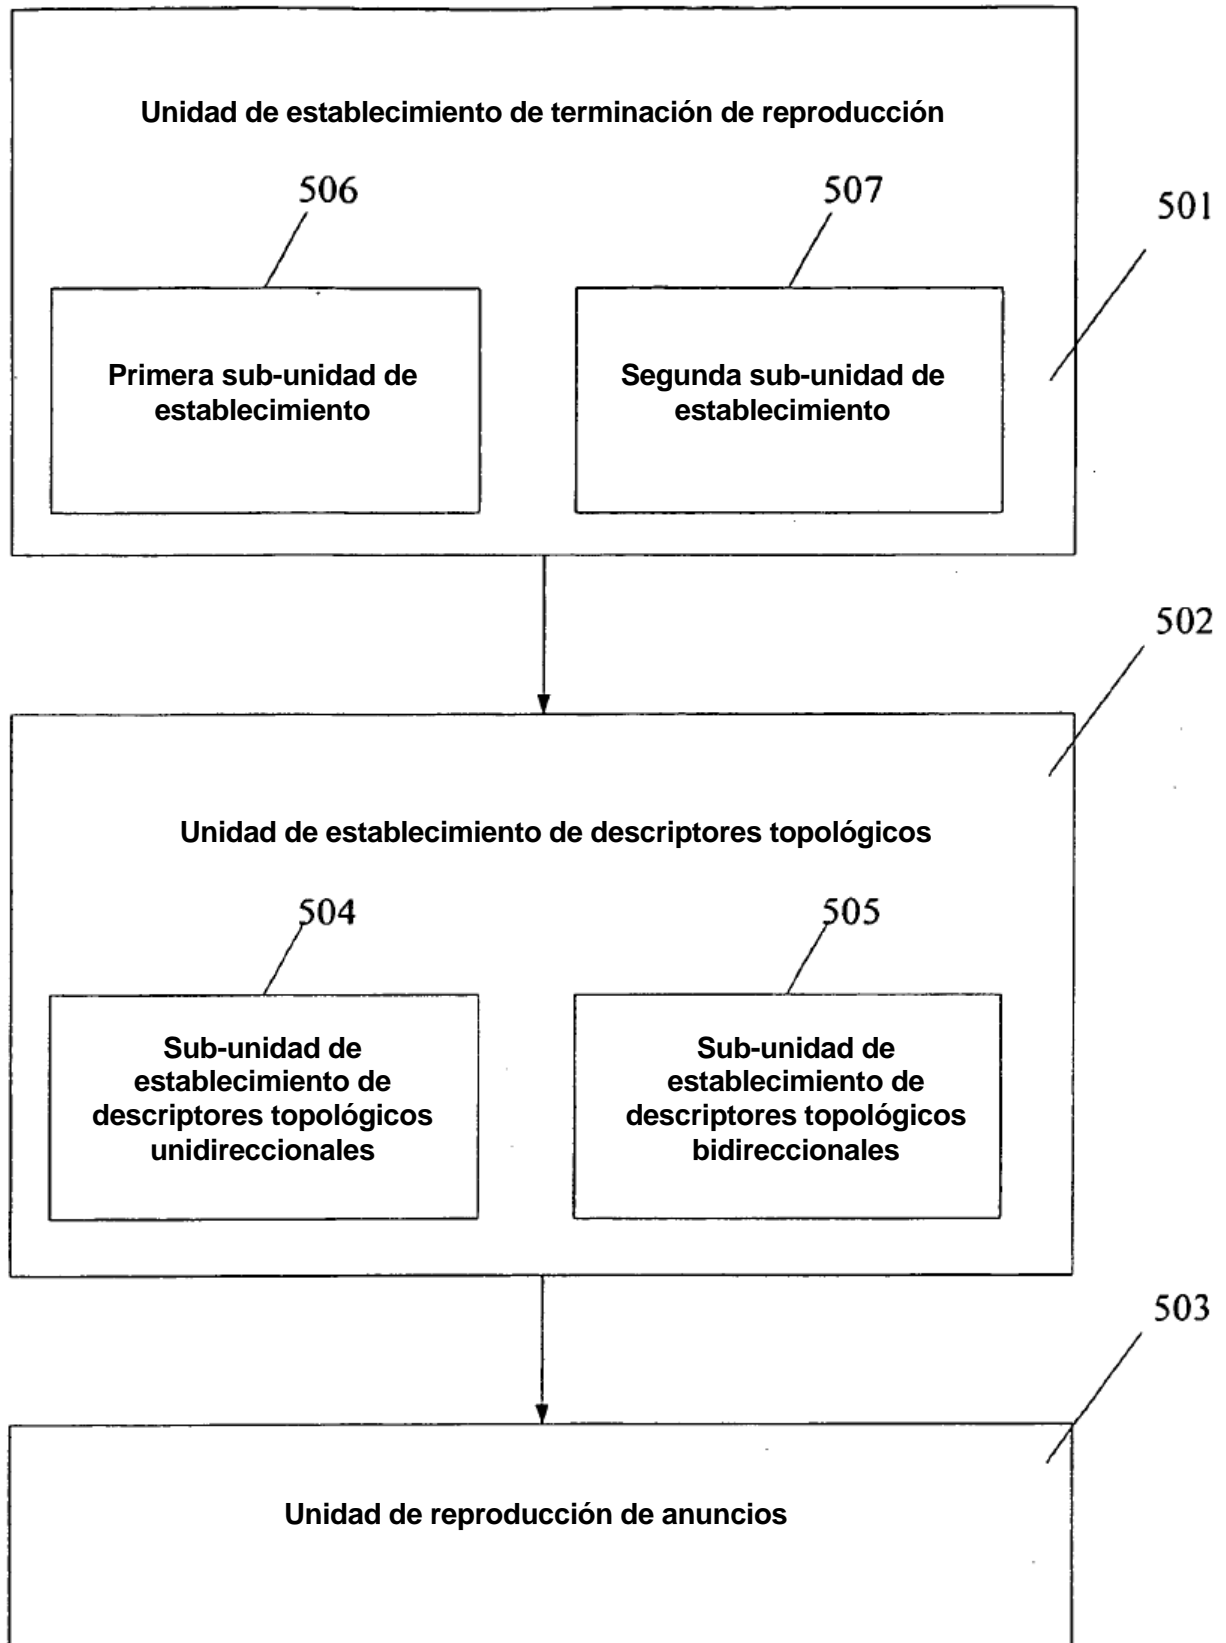 Unidad de establecimiento de terminación de reproducción
506
507
501
Primera sub-unidad de
establecimiento
Segunda sub-unidad de
establecimiento
502
Unidad de establecimiento de descriptores topológicos
504
505
Sub-unidad de
establecimiento de
descriptores topológicos
unidireccionales
Sub-unidad de
establecimiento de
descriptores topológicos
bidireccionales
503
Unidad de reproducción de anuncios